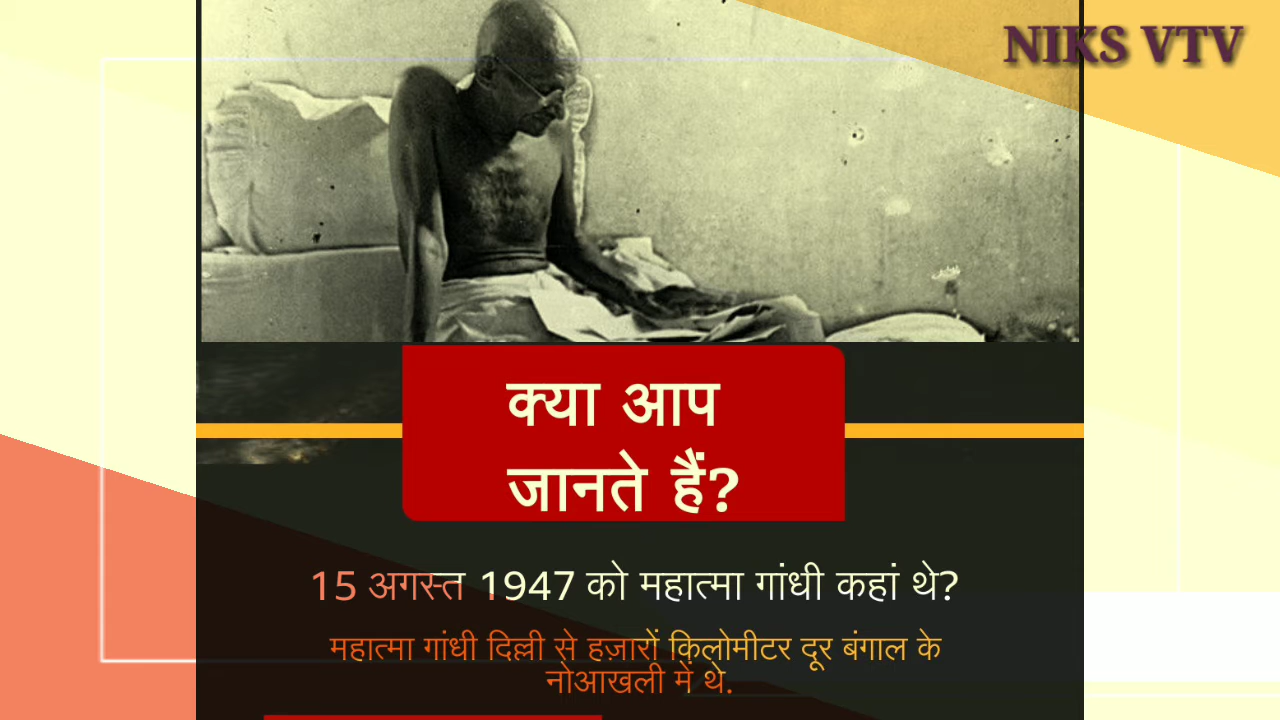 NIKS VTV
क्या आप
जानते हैं?
15 अगस्त 1947 को महात्मा गांधी कहां थे?
महात्मा गांधी दिल्ली से हज़ारों किलोमीटर दूर बंगाल के
नोआखली में थे.